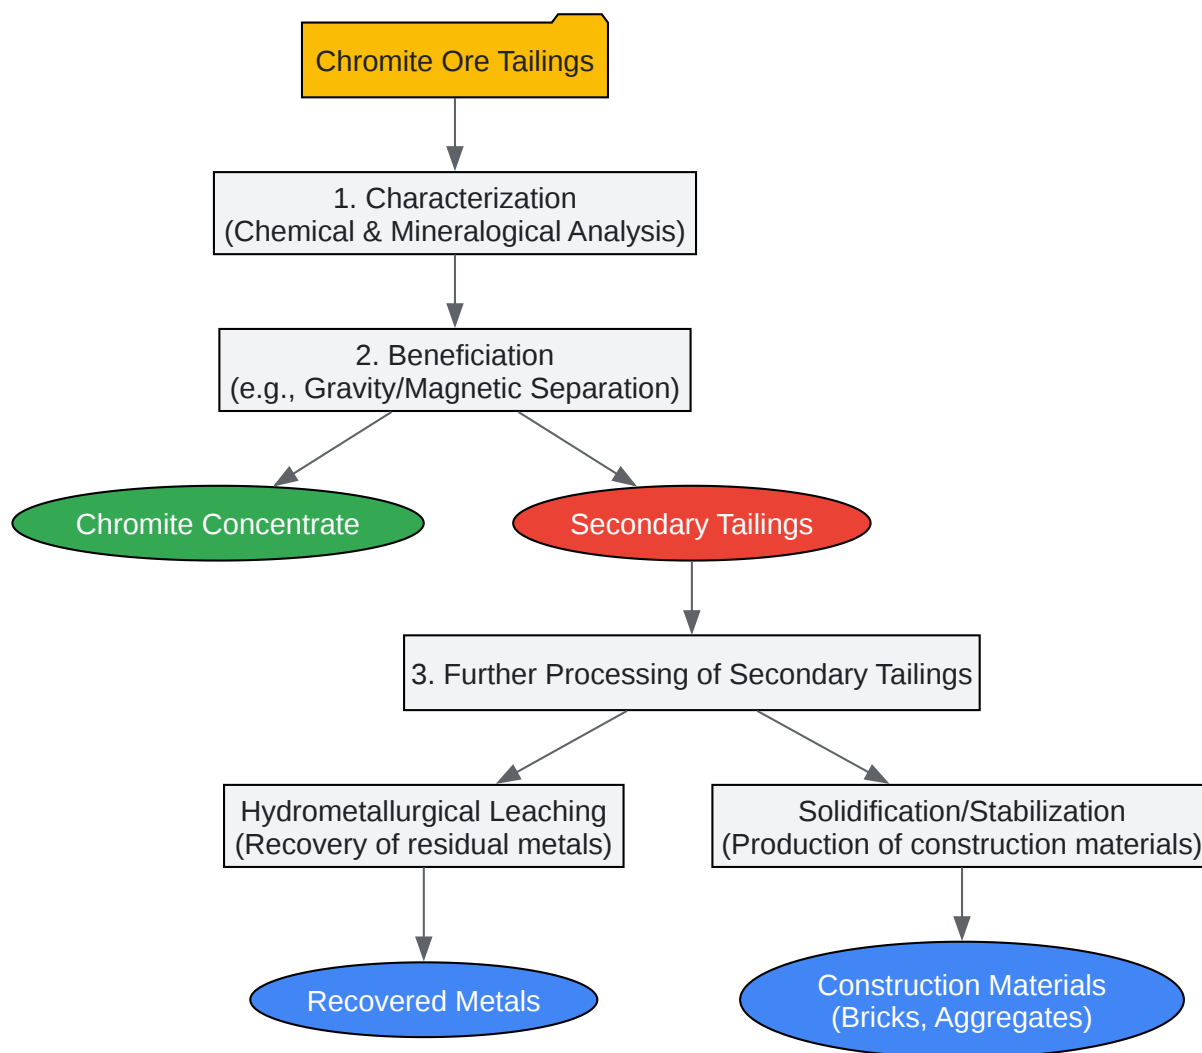 Chromite Ore Tailings
1. Characterization
(Chemical & Mineralogical Analysis)
2. Beneficiation
(e.g., Gravity/Magnetic Separation)
Chromite Concentrate
Secondary Tailings
3. Further Processing of Secondary Tailings
Hydrometallurgical Leaching
(Recovery of residual metals)
Solidification/Stabilization
(Production of construction materials)
Recovered Metals
Construction Materials
(Bricks, Aggregates)